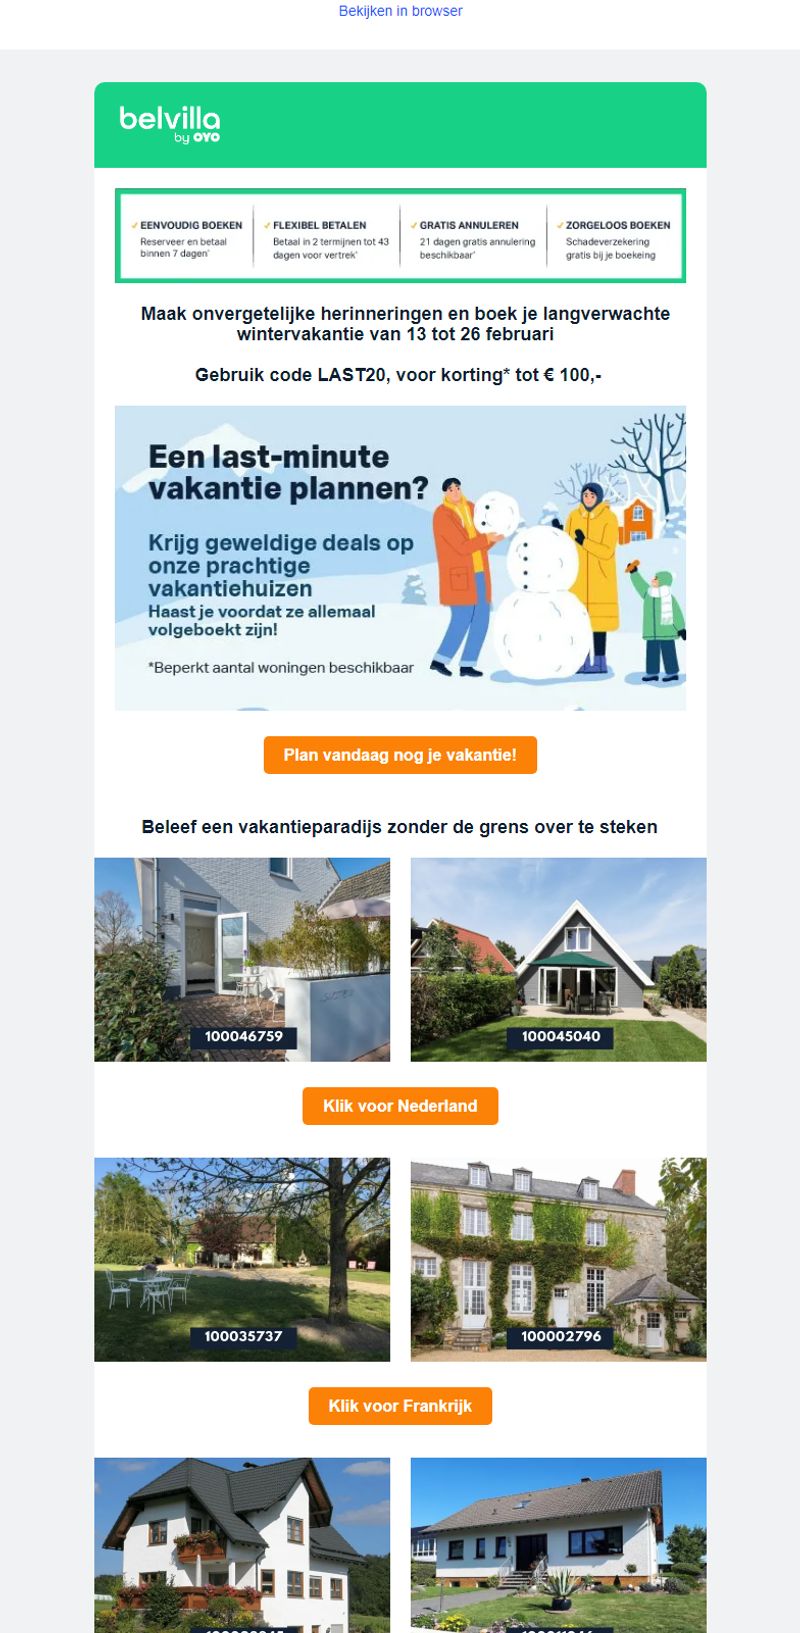 Bekijken in browser
belvilla
by OYO
✓ EENVOUDIG BOEKEN
Reserveer en betaal
binnen 7 dagen*
✓ FLEXIBEL BETALEN
Betaal in 2 termijnen tot 43
dagen voor vertrek*
✓ GRATIS ANNULEREN
21 dagen gratis annulering
beschikbaar*
✓ ZORGELOOS BOEKEN
Schadeverzekering
gratis bij je boekeing
Maak onvergetelijke herinneringen en boek je langverwachte
wintervakantie van 13 tot 26 februari
Gebruik code LAST20, voor korting* tot € 100,-
Een last-minute
vakantie plannen?
Krijg geweldige deals op
onze prachtige
vakantiehuizen
Haast je voordat ze allemaal
volgeboekt zijn!
*Beperkt aantal woningen beschikbaar
Plan vandaag nog je vakantie!
Beleef een vakantieparadijs zonder de grens over te steken
100046759
100045040
Klik voor Nederland
100035737
100002796
Klik voor Frankrijk